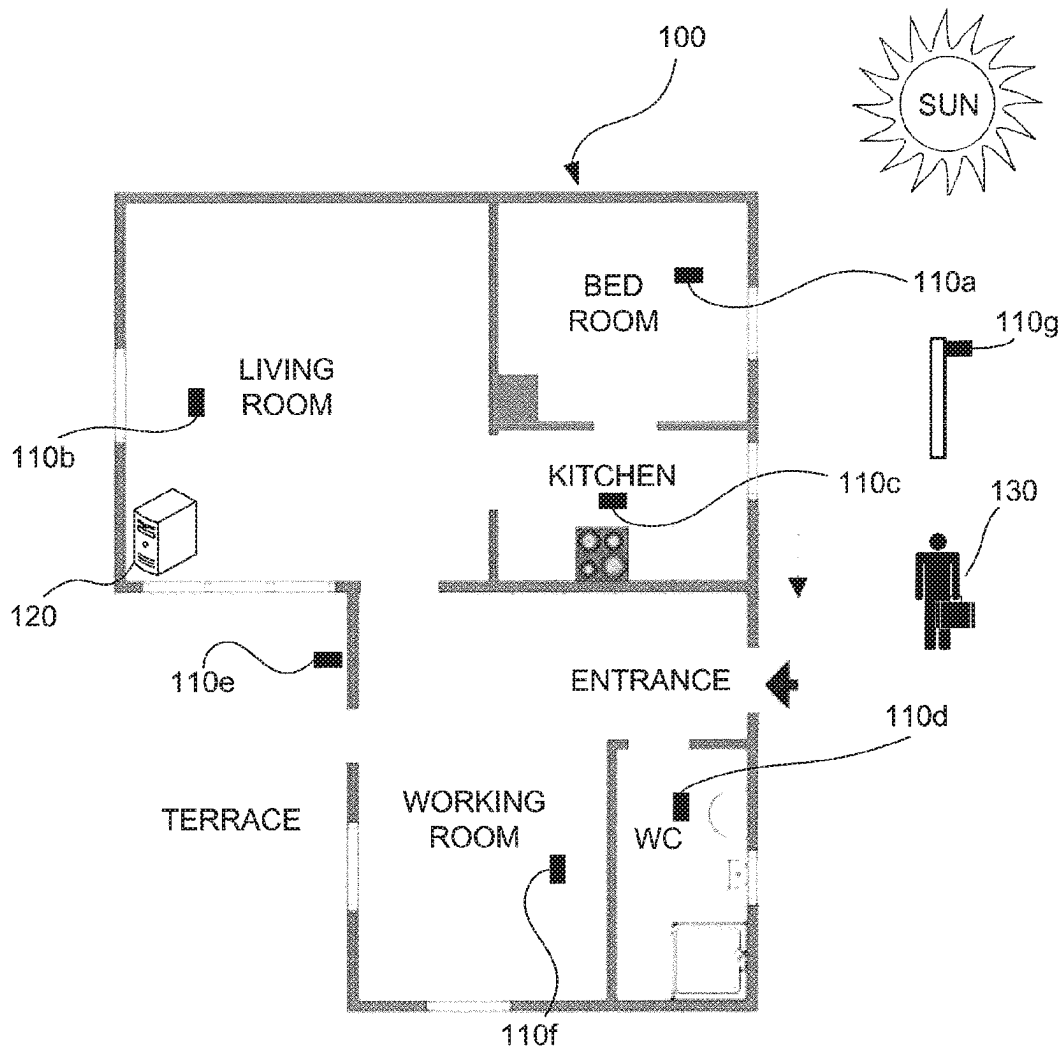 100
SUN
BED
ROOM
110a
110g
LIVING
ROOM
110b
KITCHEN
110c
130
120
110e
ENTRANCE
110d
TERRACE
WORKING
ROOM
WC
110f